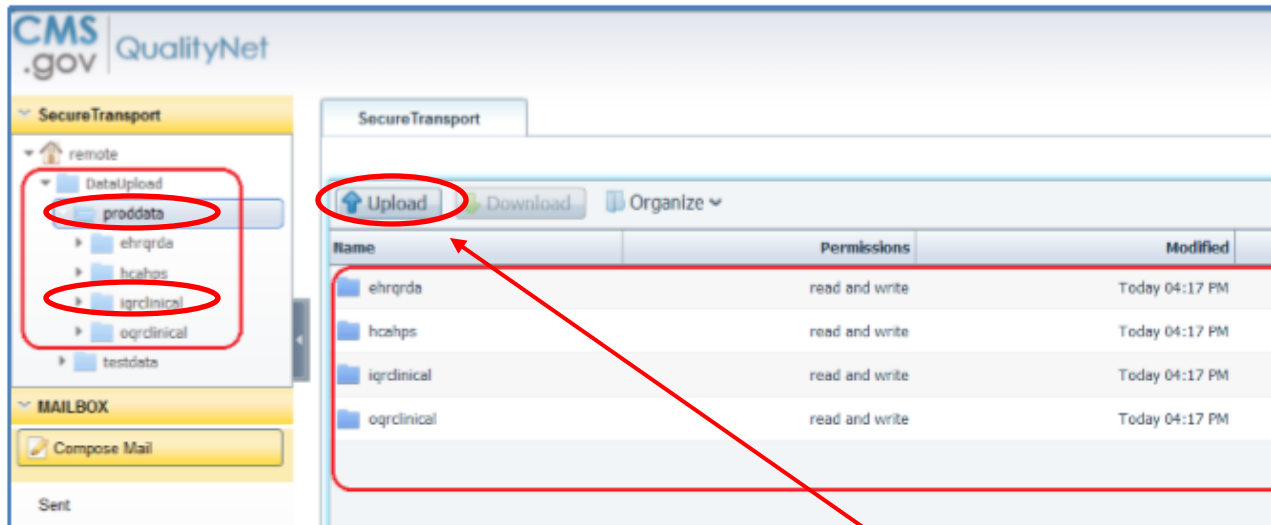 CMS
.gov
QualityNet
SecureTransport
remote
DataUpload
proddata
ehrqrda
hcahps
iqrclinical
oqrclinical
testdata
MAILBOX
Compose Mail
Sent
SecureTransport
Upload Download Organize
Name Permissions Modified
ehrqrda read and write Today 04:17 PM
hcahps read and write Today 04:17 PM
iqrclinical read and write Today 04:17 PM
oqrclinical read and write Today 04:17 PM